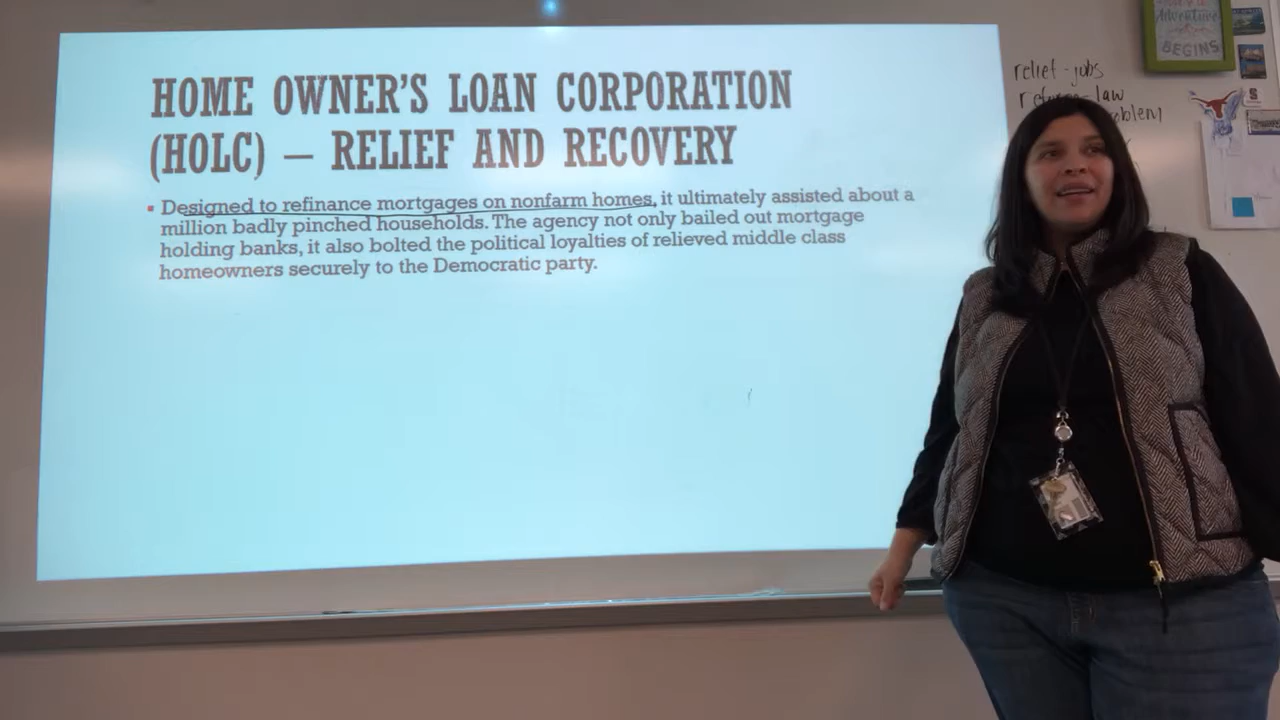 HOME OWNER'S LOAN CORPORATION
(HOLC) – RELIEF AND RECOVERY
Designed to refinance mortgages on nonfarm homes, it ultimately assisted about a
million badly pinched households. The agency not only bailed out mortgage
holding banks, it also bolted the political loyalties of relieved middle class
homeowners securely to the Democratic party.
Adventure
BEGINS
relief - jobs
law